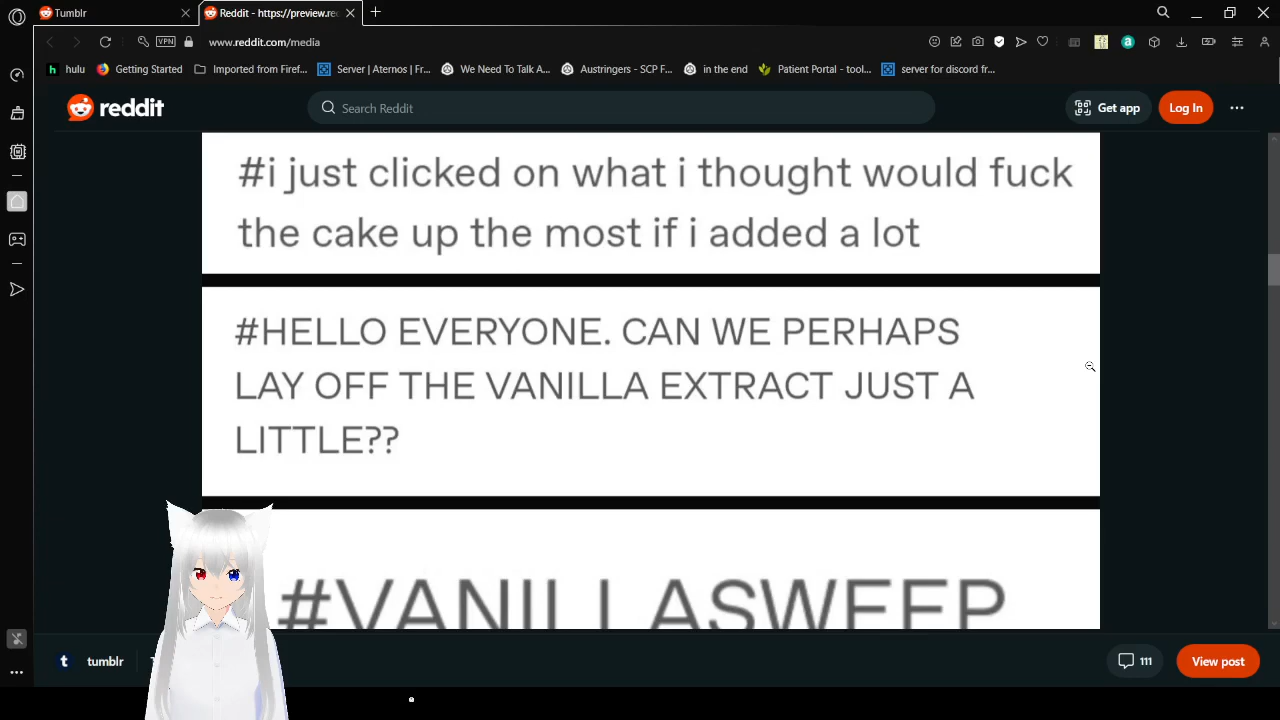 Tumblr
Reddit - https://preview.rec
VPN
www.reddit.com/media
h hulu
Getting Started
Imported from Firef...
Server | Aternos | Fr...
We Need To Talk A...
Austringers - SCP F...
in the end
Patient Portal - tool...
server for discord fr...
reddit
Search Reddit
Get app
Log In
#i just clicked on what i thought would fuck
the cake up the most if i added a lot
#HELLO EVERYONE. CAN WE PERHAPS
LAY OFF THE VANILLA EXTRACT JUST A
LITTLE??
#VANILLASWEEP
t tumblr
111
View post